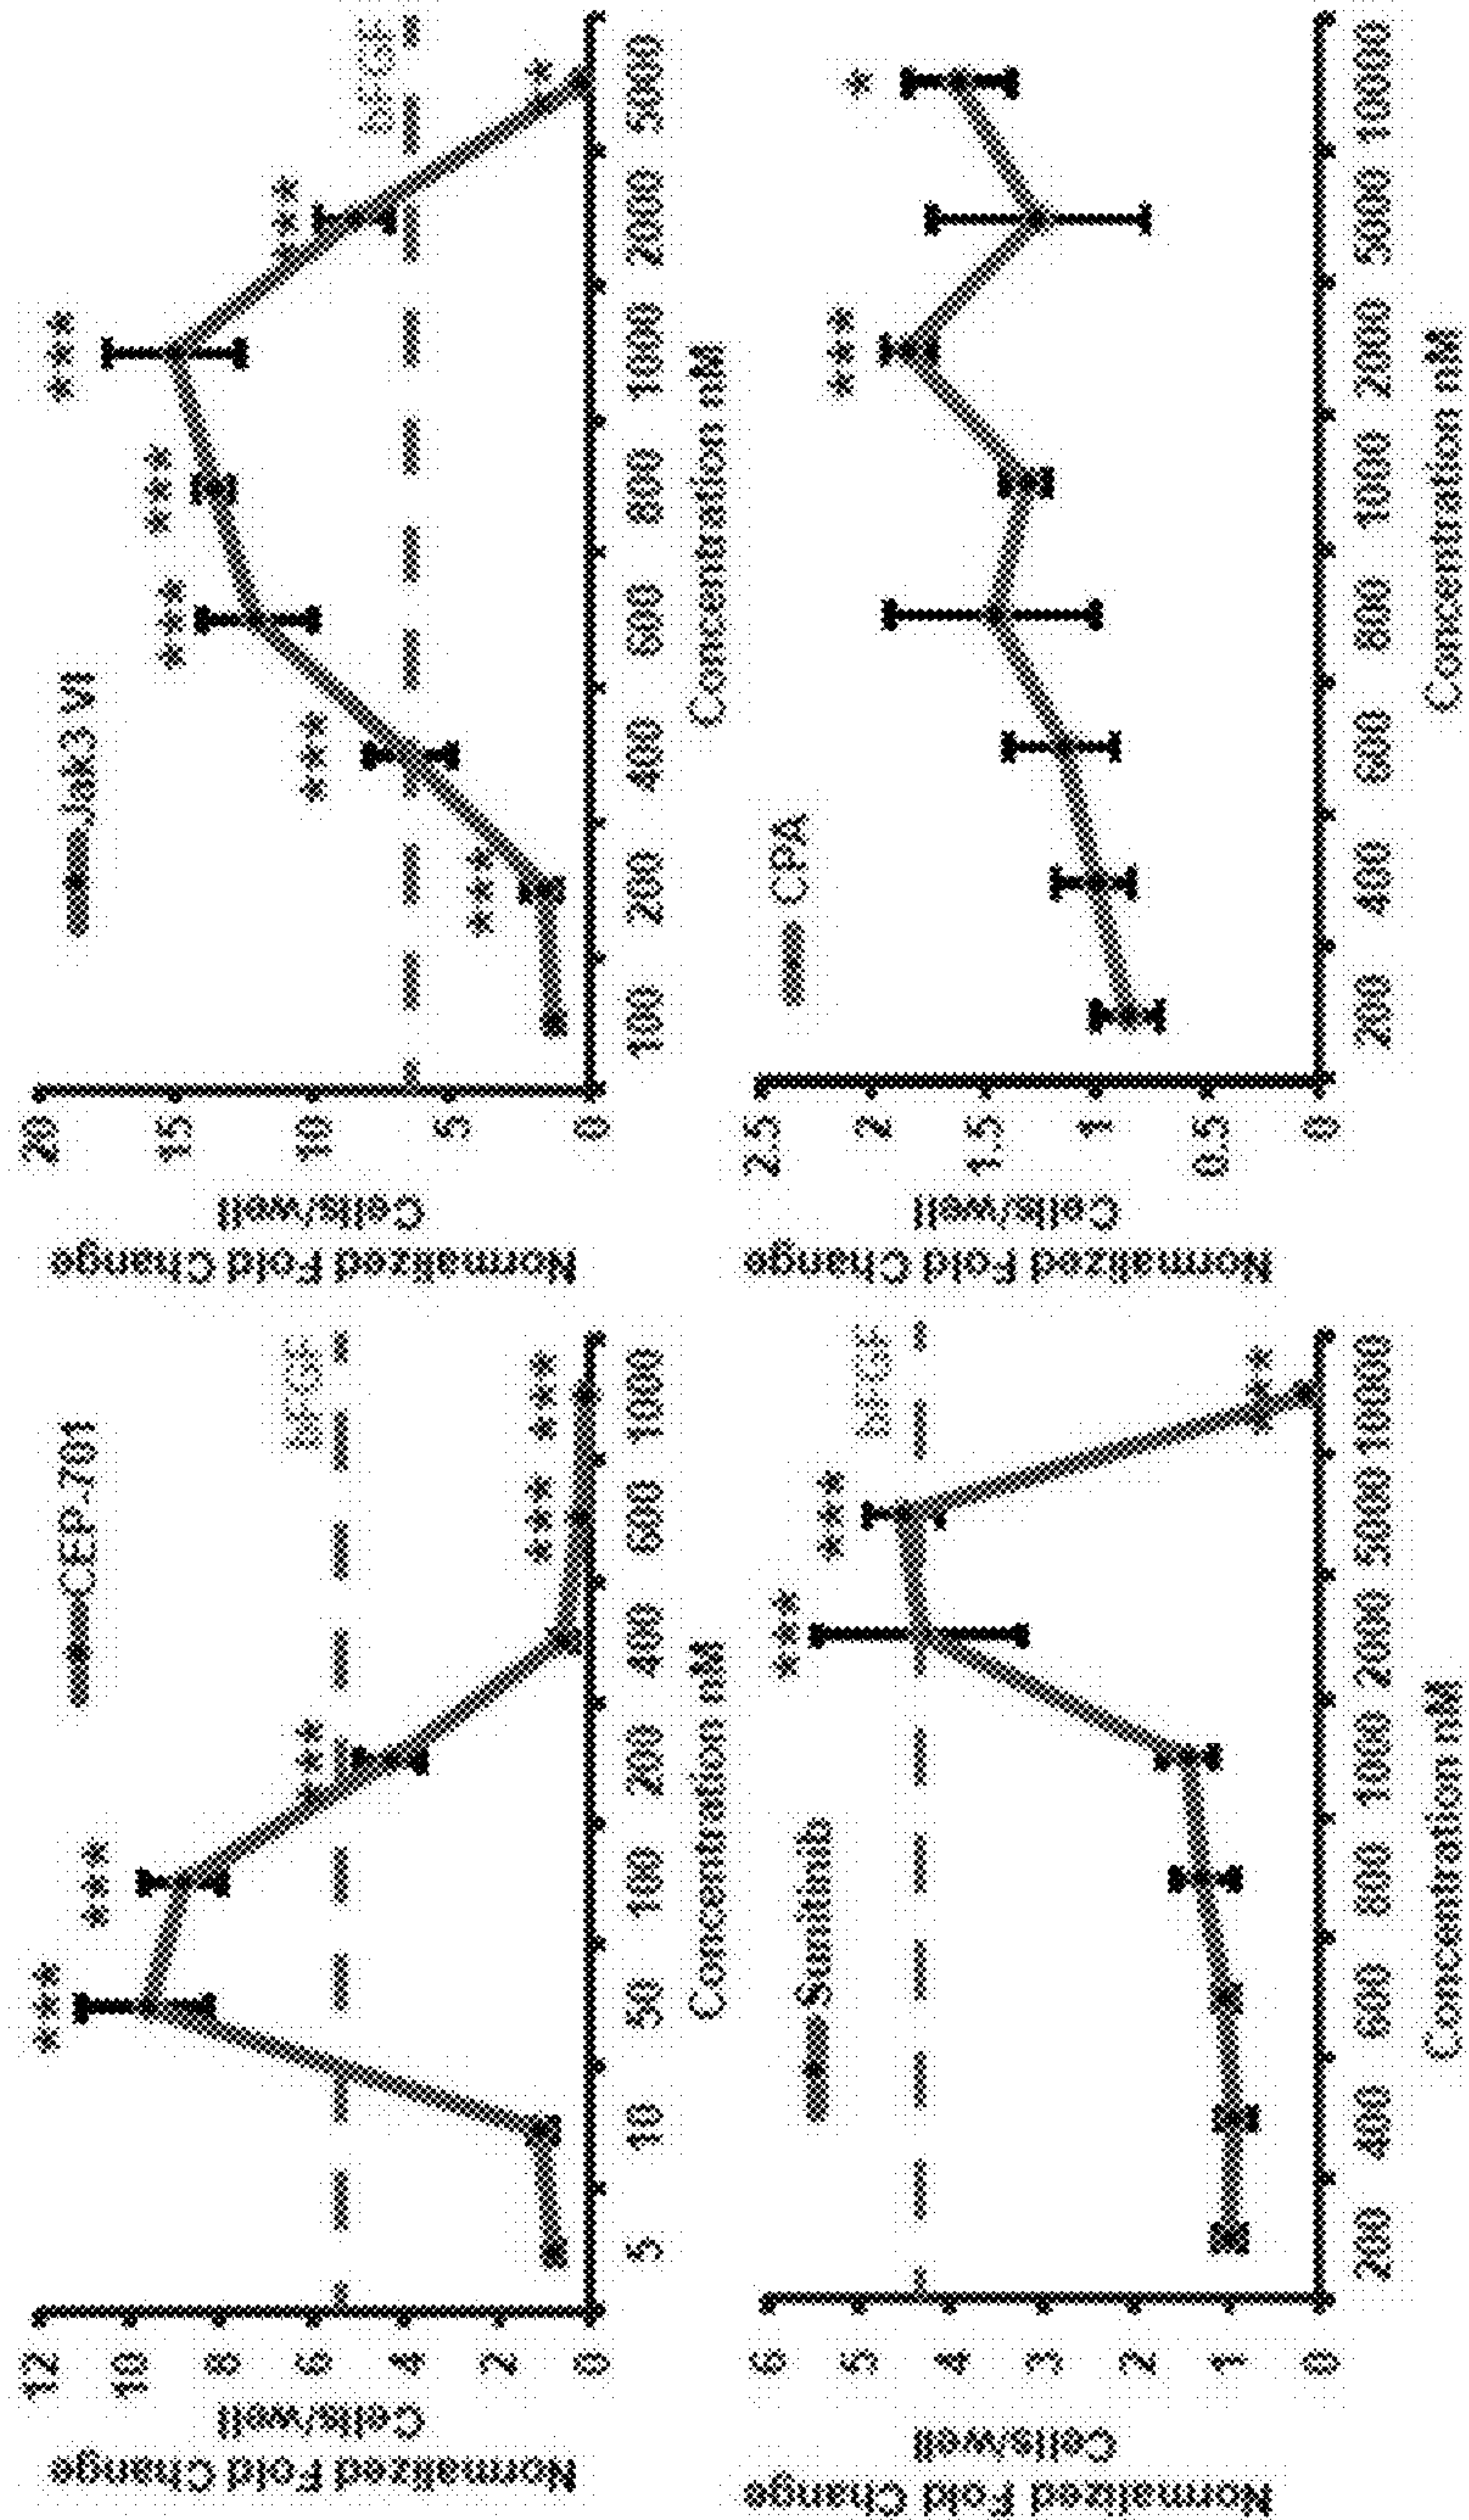 Normalized Fold Change
Cells/well
12
10
8
6
4
2
0
CEP-701
bFGF
***
***
***
***
***
5 10 50 100 200 400 600 1000
Concentration nM
Normalized Fold Change
Cells/well
20
15
10
5
0
Jak3 VI
bFGF
***
***
***
***
***
***
5000 2000 1000 800 600 400 200 100
Concentration nM
Normalized Fold Change
Cells/well
6
5
4
3
2
1
0
Sunitinib
bFGF
***
***
***
200 400 600 800 1000 2000 5000 10000
Concentration nM
Normalized Fold Change
Cells/well
2.5
2
1.5
1
0.5
0
CPA
***
*
200 400 600 800 1000 2000 5000 10000
Concentration nM